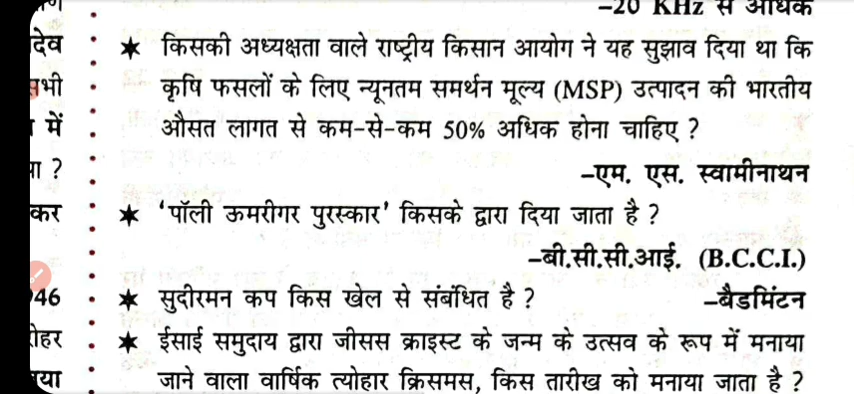 –20 KHz से अधिक
देव
★ किसकी अध्यक्षता वाले राष्ट्रीय किसान आयोग ने यह सुझाव दिया था कि
कृषि फसलों के लिए न्यूनतम समर्थन मूल्य (MSP) उत्पादन की भारतीय
में
औसत लागत से कम-से-कम 50% अधिक होना चाहिए ?
–एम. एस. स्वामीनाथन
कर
★ 'पॉली ऊमरीगर पुरस्कार' किसके द्वारा दिया जाता है ?
–बी.सी.सी.आई. (B.C.C.I.)
46
★ सुदीरमन कप किस खेल से संबंधित है ? –बैडमिंटन
★ ईसाई समुदाय द्वारा जीसस क्राइस्ट के जन्म के उत्सव के रूप में मनाया
जाने वाला वार्षिक त्योहार क्रिसमस, किस तारीख को मनाया जाता है ?